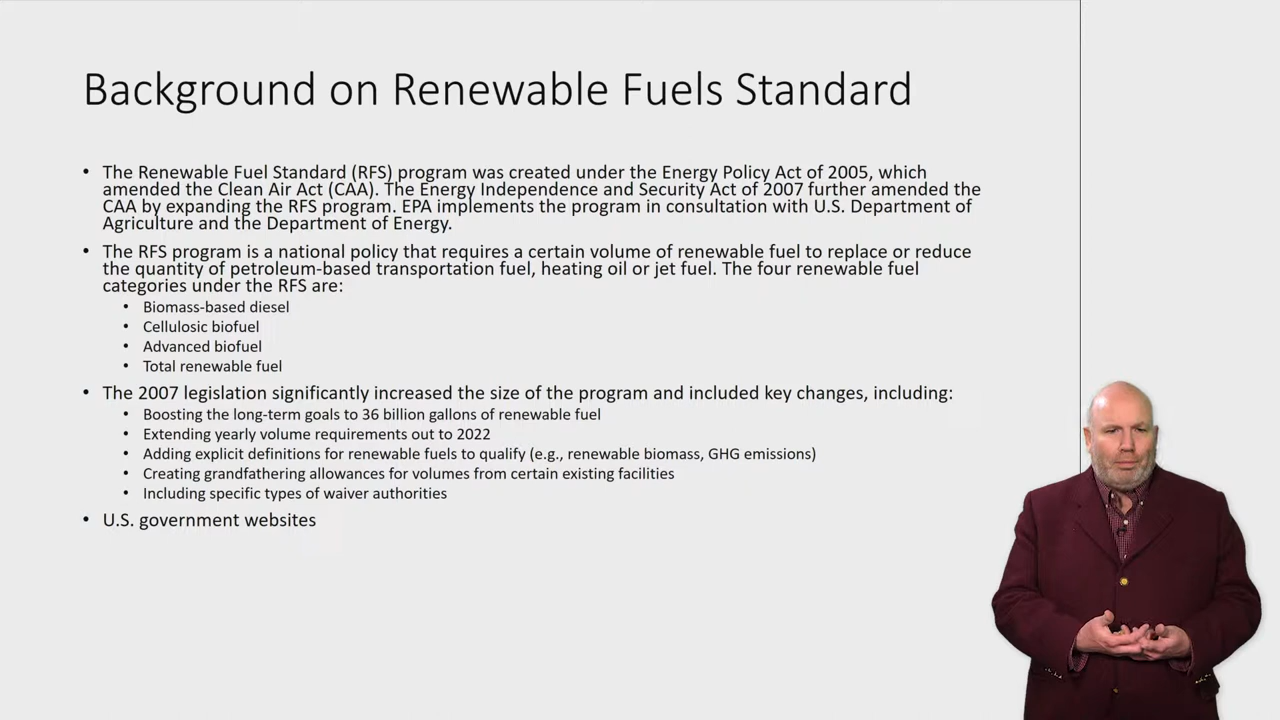 Background on Renewable Fuels Standard
• The Renewable Fuel Standard (RFS) program was created under the Energy Policy Act of 2005, which
amended the Clean Air Act (CAA). The Energy Independence and Security Act of 2007 further amended the
CAA by expanding the RFS program. EPA implements the program in consultation with U.S. Department of
Agriculture and the Department of Energy.
• The RFS program is a national policy that requires a certain volume of renewable fuel to replace or reduce
the quantity of petroleum-based transportation fuel, heating oil or jet fuel. The four renewable fuel
categories under the RFS are:
• Biomass-based diesel
• Cellulosic biofuel
• Advanced biofuel
• Total renewable fuel
• The 2007 legislation significantly increased the size of the program and included key changes, including:
• Boosting the long-term goals to 36 billion gallons of renewable fuel
• Extending yearly volume requirements out to 2022
• Adding explicit definitions for renewable fuels to qualify (e.g., renewable biomass, GHG emissions)
• Creating grandfathering allowances for volumes from certain existing facilities
• Including specific types of waiver authorities
• U.S. government websites